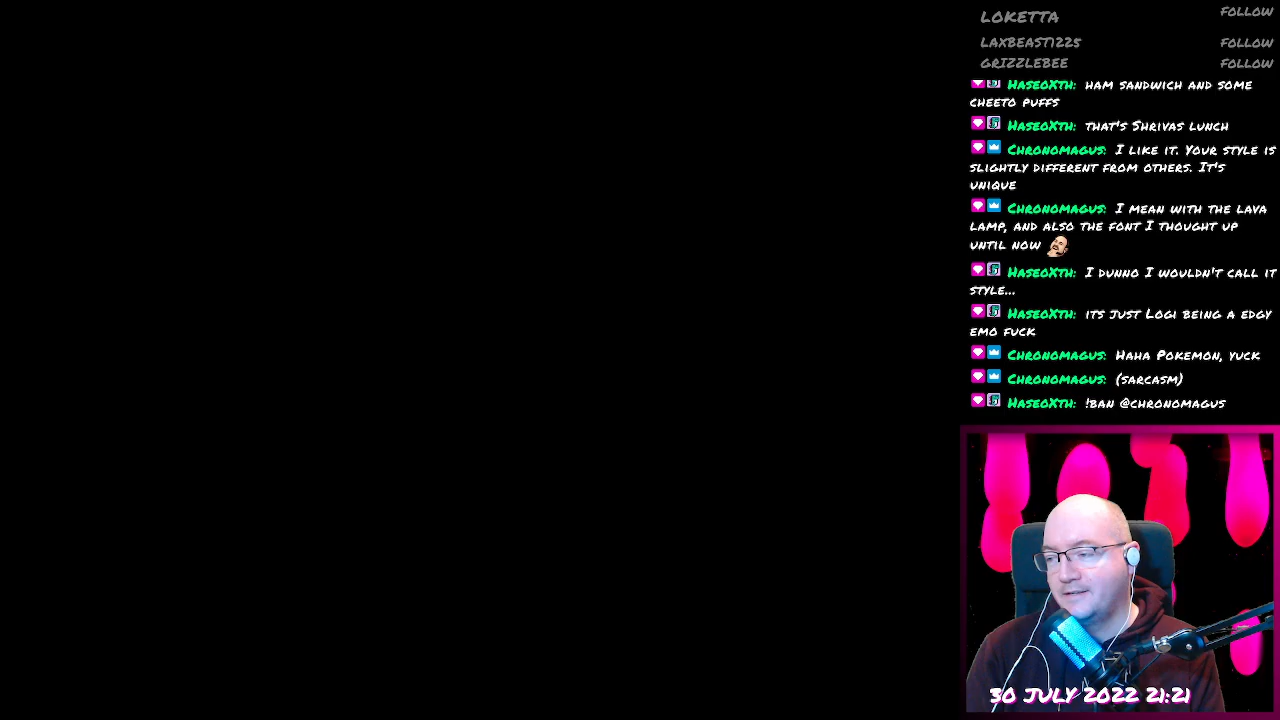 LOKETTA FOLLOW
LAXBEAST1225 FOLLOW
GRIZZLEBEE FOLLOW
HaseoXth: ham sandwich and some
cheeto puffs
HaseoXth: that's Shrivas lunch
Chronomagus: I like it. Your style is
slightly different from others. It's
unique
Chronomagus: I mean with the lava
lamp, and also the font I thought up
until now
HaseoXth: I dunno I wouldn't call it
style...
HaseoXth: its just Logi being a edgy
emo fuck
Chronomagus: Haha Pokemon, yuck
Chronomagus: (sarcasm)
HaseoXth: !ban @chronomagus
30 JULY 2022 21:21